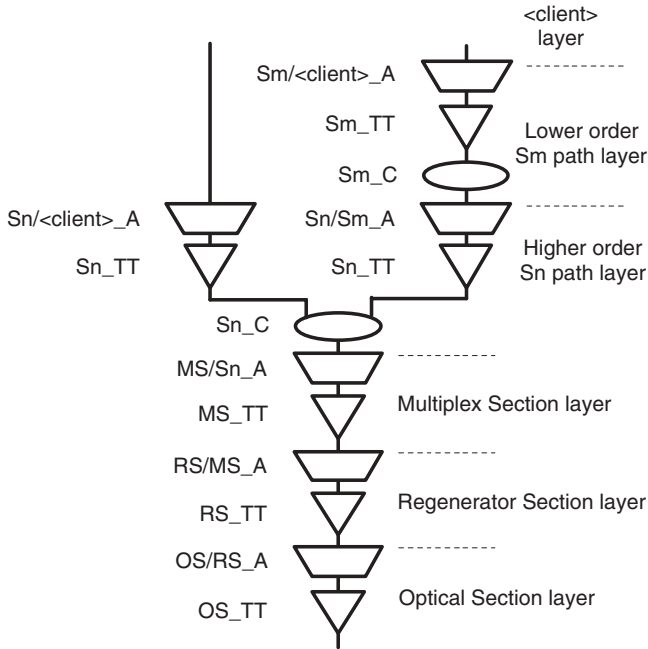 <client>
layer
Sm/<client>_A
Sm_TT
Lower order
Sm path layer
Sm_C
Sn/<client>_A
Sn/Sm_A
Sn_TT
Sn_TT
Higher order
Sn path layer
Sn_C
MS/Sn_A
Multiplex Section layer
MS_TT
RS/MS_A
Regenerator Section layer
RS_TT
OS/RS_A
Optical Section layer
OS_TT